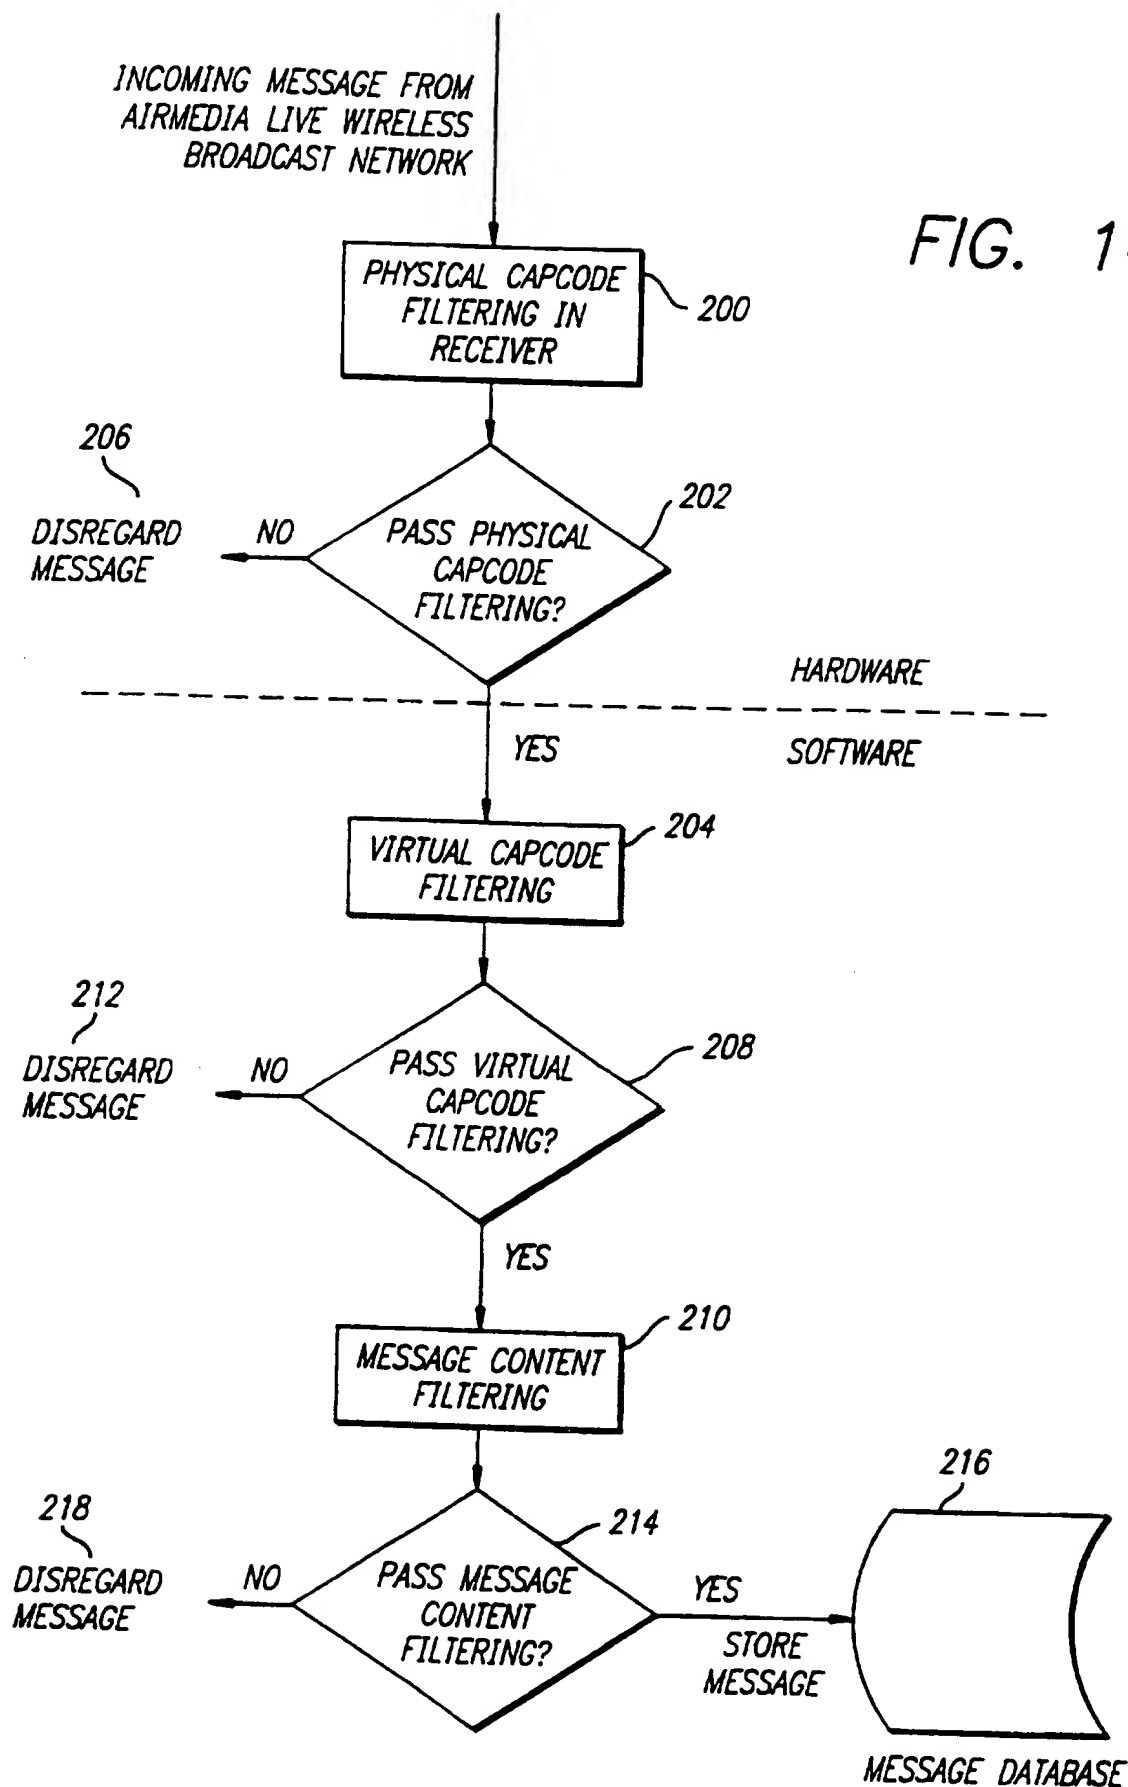 INCOMING MESSAGE FROM
AIRMEDIA LIVE WIRELESS
BROADCAST NETWORK
FIG. 1
PHYSICAL CAPCODE
FILTERING IN
RECEIVER
200
206
DISREGARD
MESSAGE
NO
PASS PHYSICAL
CAPCODE
FILTERING?
202
HARDWARE
SOFTWARE
YES
VIRTUAL CAPCODE
FILTERING
204
212
DISREGARD
MESSAGE
NO
PASS VIRTUAL
CAPCODE
FILTERING?
208
YES
MESSAGE CONTENT
FILTERING
210
218
DISREGARD
MESSAGE
NO
PASS MESSAGE
CONTENT
FILTERING?
214
YES
STORE
MESSAGE
216
MESSAGE DATABASE